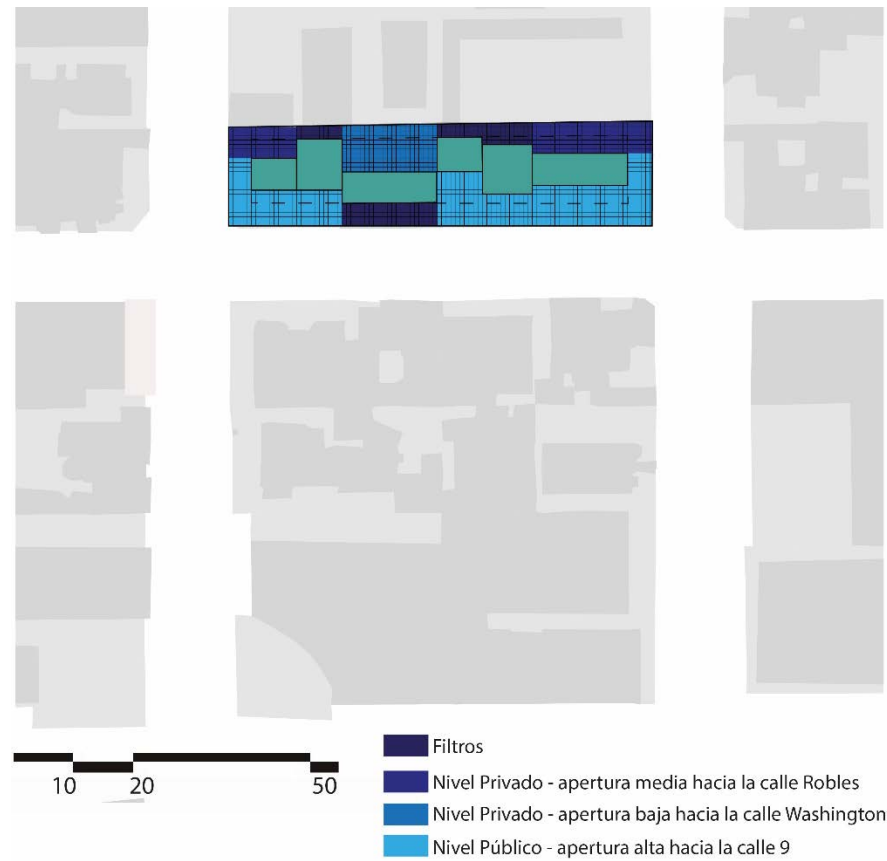 10 20 50
Filtros
Nivel Privado - apertura media hacia la calle Robles
Nivel Privado - apertura baja hacia la calle Washington
Nivel Público - apertura alta hacia la calle 9